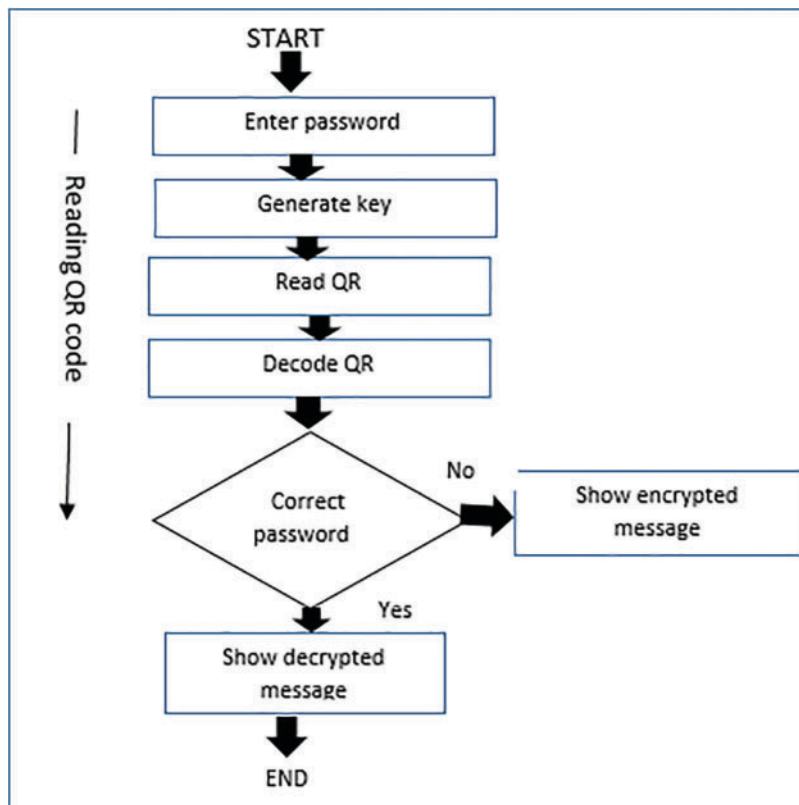 START
Enter password
Generate key
Read QR
Decode QR
Reading QR code
Correct
password
No
Show encrypted
message
Yes
Show decrypted
message
END